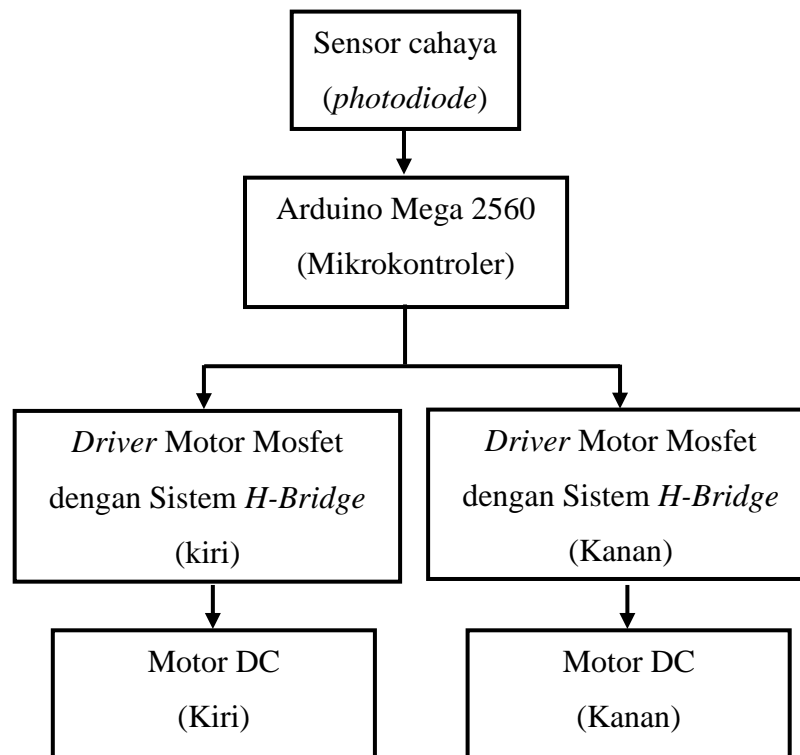 Sensor cahaya
(photodiode)
Arduino Mega 2560
(Mikrokontroler)
Driver Motor Mosfet
dengan Sistem H-Bridge
(kiri)
Driver Motor Mosfet
dengan Sistem H-Bridge
(Kanan)
Motor DC
(Kiri)
Motor DC
(Kanan)